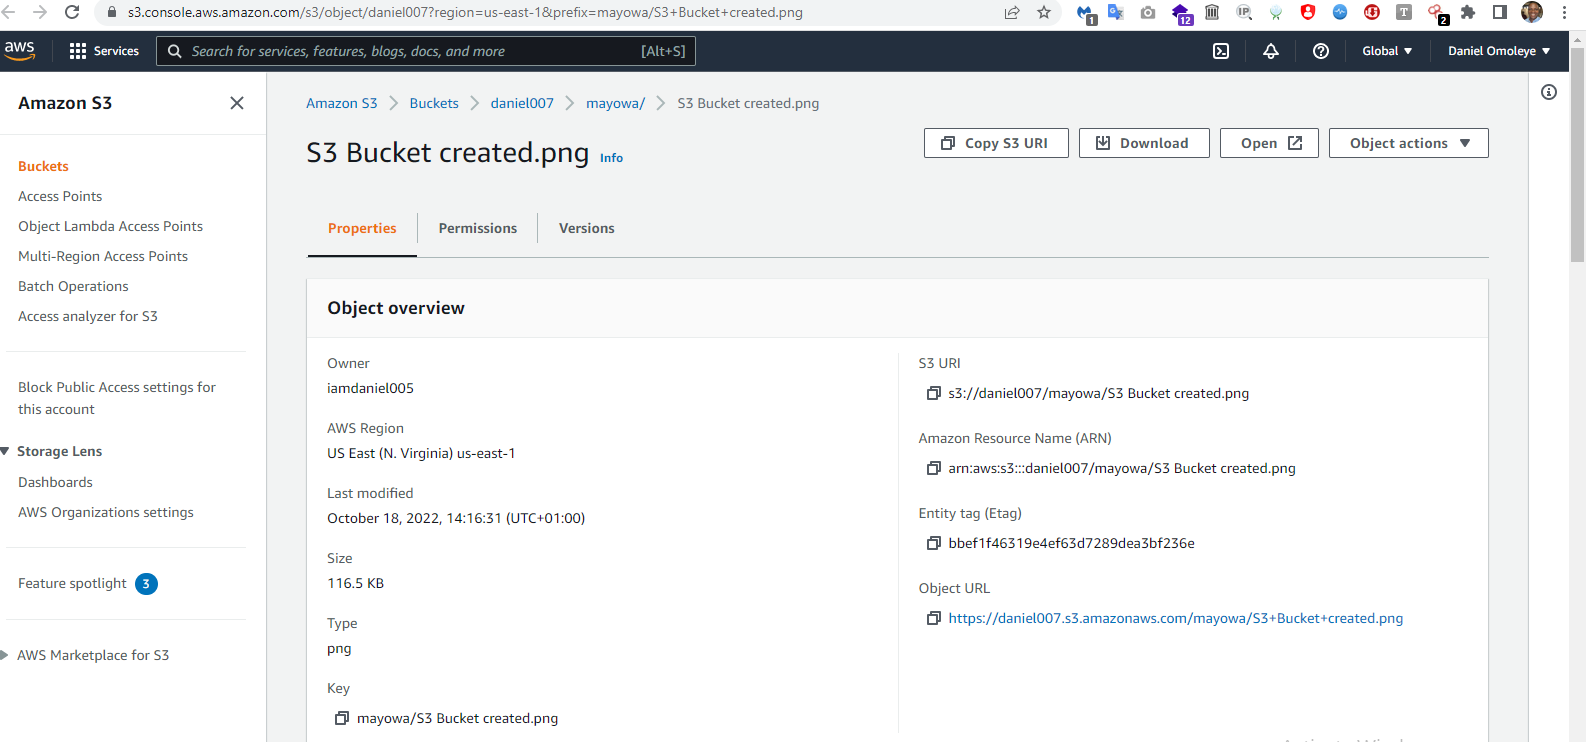 s3.console.aws.amazon.com/s3/object/daniel007?region=us-east-1&prefix=mayowa/S3+Bucket+created.png
1
12
IP
T
2
aws
Services
Search for services, features, blogs, docs, and more [Alt+S]
Global
Daniel Omoleye
Amazon S3
Buckets
Access Points
Object Lambda Access Points
Multi-Region Access Points
Batch Operations
Access analyzer for S3
Block Public Access settings for
this account
Storage Lens
Dashboards
AWS Organizations settings
Feature spotlight 3
AWS Marketplace for S3
Amazon S3 > Buckets > daniel007 > mayowa/ > S3 Bucket created.png
S3 Bucket created.png Info
Copy S3 URI
Download
Open
Object actions
Properties
Permissions
Versions
Object overview
Owner
iamdaniel005
AWS Region
US East (N. Virginia) us-east-1
Last modified
October 18, 2022, 14:16:31 (UTC+01:00)
Size
116.5 KB
Type
png
Key
mayowa/S3 Bucket created.png
S3 URI
s3://daniel007/mayowa/S3 Bucket created.png
Amazon Resource Name (ARN)
arn:aws:s3:::daniel007/mayowa/S3 Bucket created.png
Entity tag (Etag)
bbef1f46319e4ef63d7289dea3bf236e
Object URL
https://daniel007.s3.amazonaws.com/mayowa/S3+Bucket+created.png